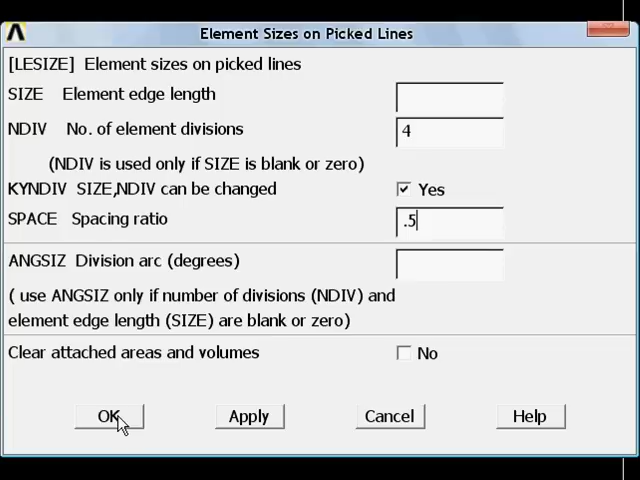 Element Sizes on Picked Lines
[LESIZE] Element sizes on picked lines
SIZE Element edge length
NDIV No. of element divisions 4
(NDIV is used only if SIZE is blank or zero)
KYNDIV SIZE,NDIV can be changed Yes
SPACE Spacing ratio .5
ANGSIZ Division arc (degrees)
( use ANGSIZ only if number of divisions (NDIV) and
element edge length (SIZE) are blank or zero)
Clear attached areas and volumes No
OK Apply Cancel Help